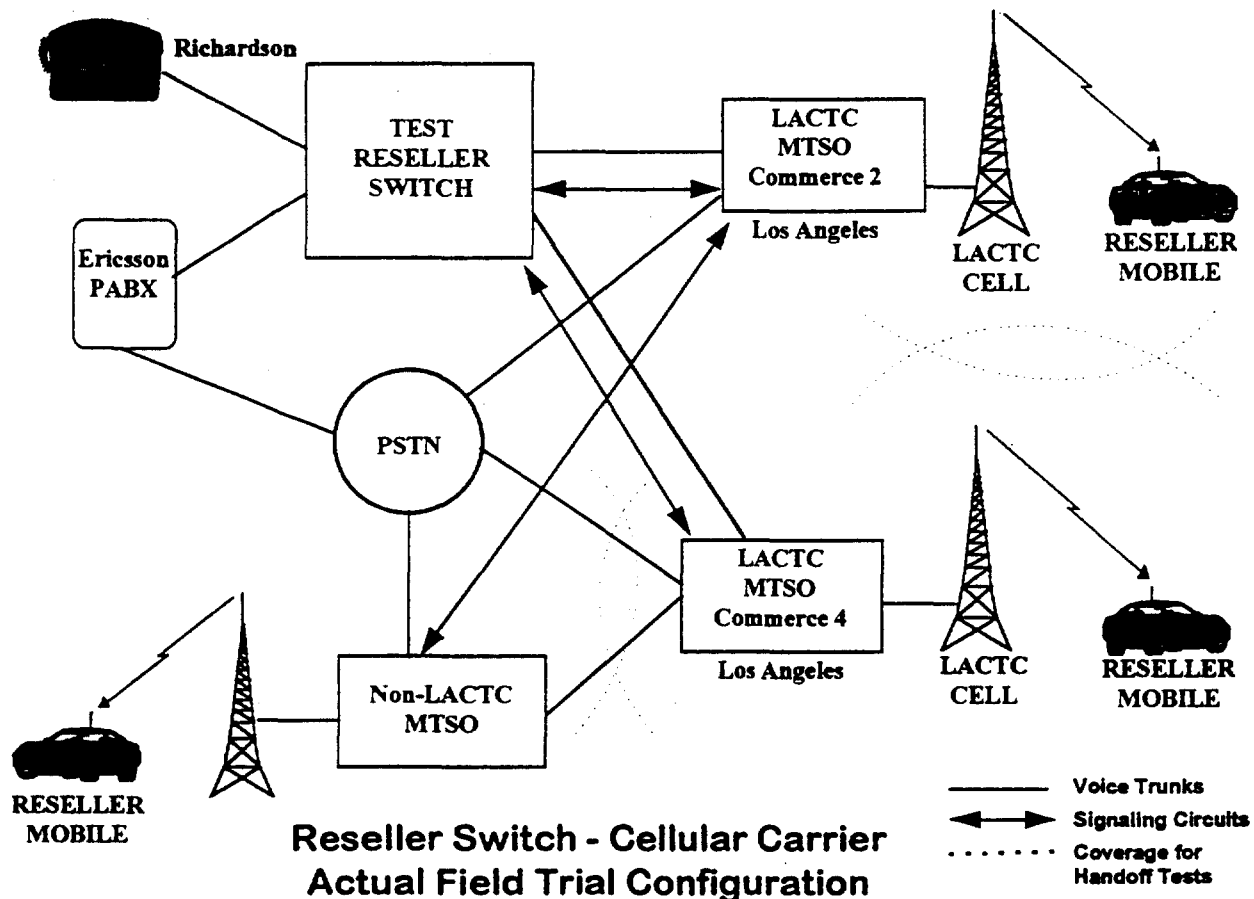 Richardson
TEST
RESELLER
SWITCH
LACTC
MTSO
Commerce 2
Los Angeles
LACTC
CELL
RESELLER
MOBILE
Ericsson
PABX
PSTN
LACTC
MTSO
Commerce 4
Los Angeles
LACTC
CELL
RESELLER
MOBILE
Non-LACTC
MTSO
RESELLER
MOBILE
Voice Trunks
Signaling Circuits
Coverage for
Handoff Tests
Reseller Switch - Cellular Carrier
Actual Field Trial Configuration